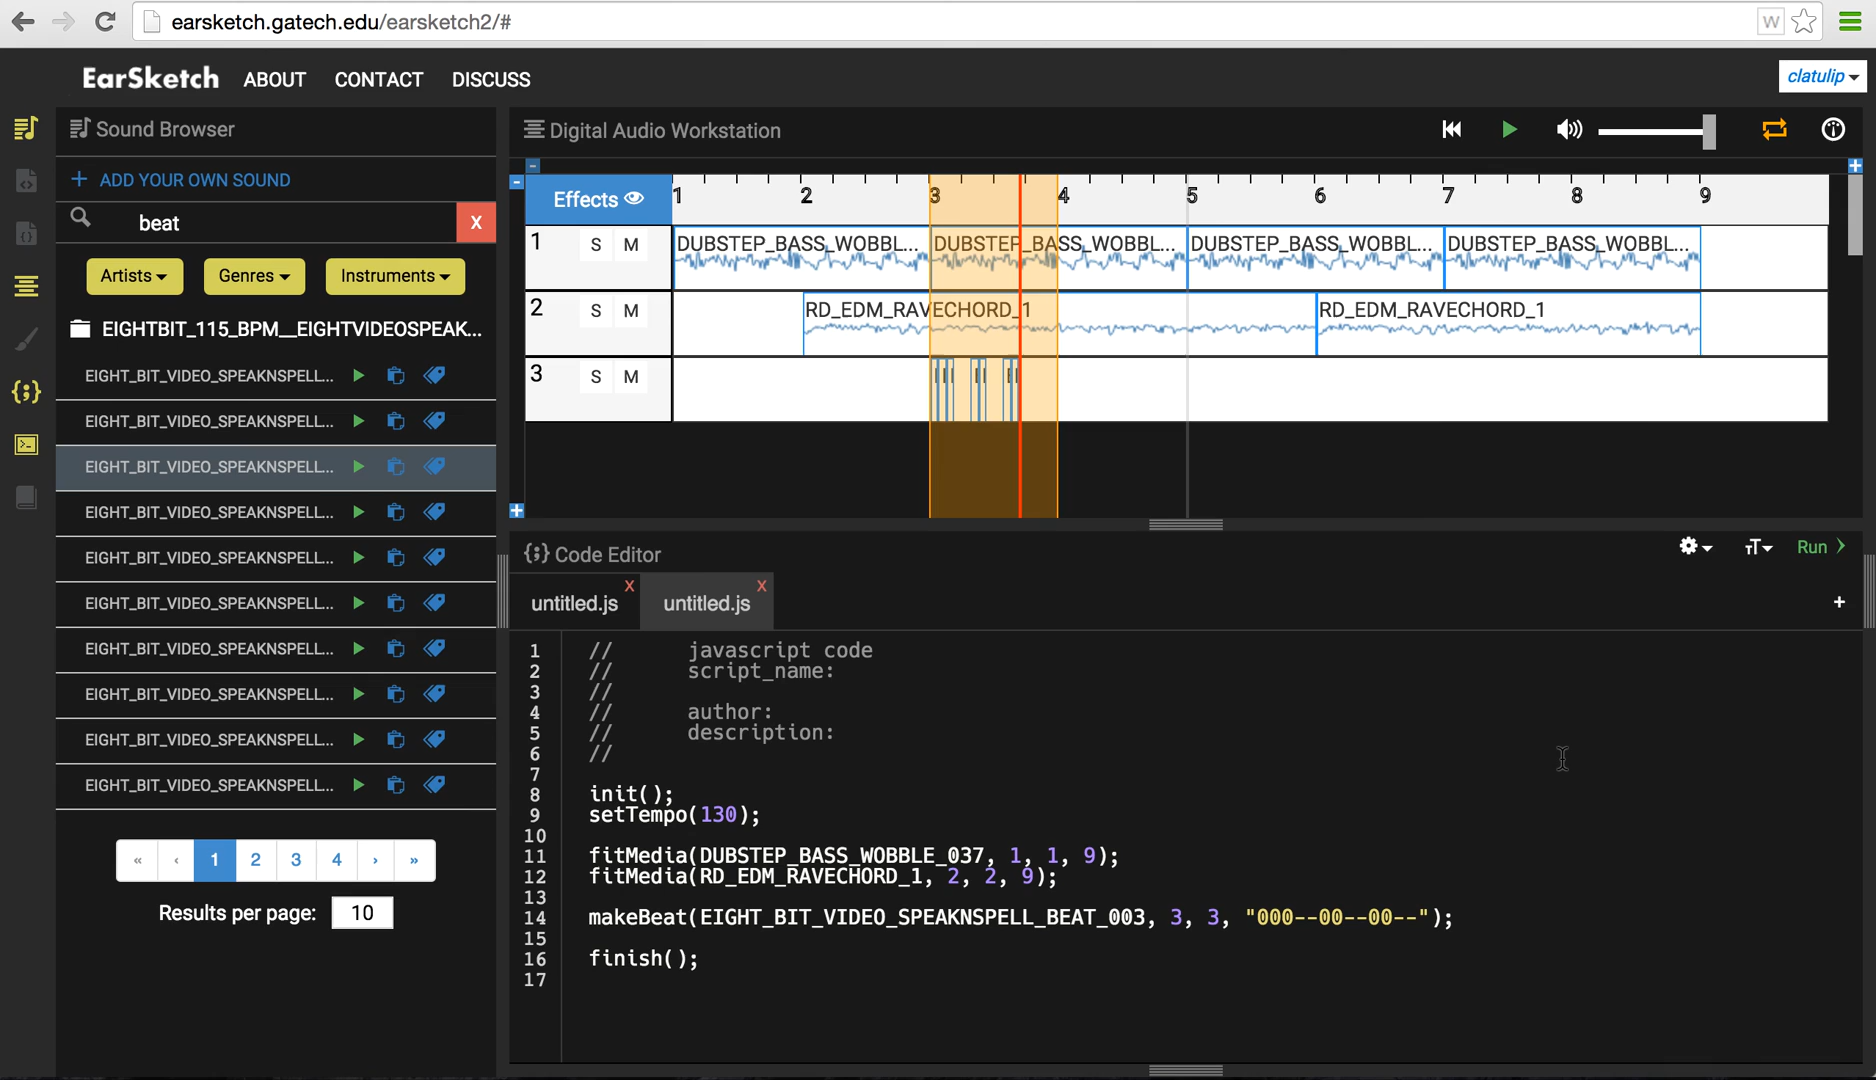 earsketch.gatech.edu/earsketch2/#
W
EarSketch ABOUT CONTACT DISCUSS
clatulip
Sound Browser
+ ADD YOUR OWN SOUND
beat
X
Artists
Genres
Instruments
EIGHTBIT_115_BPM__EIGHTVIDEOSPEAK...
EIGHT_BIT_VIDEO_SPEAKNSPELL...
EIGHT_BIT_VIDEO_SPEAKNSPELL...
EIGHT_BIT_VIDEO_SPEAKNSPELL...
EIGHT_BIT_VIDEO_SPEAKNSPELL...
EIGHT_BIT_VIDEO_SPEAKNSPELL...
EIGHT_BIT_VIDEO_SPEAKNSPELL...
EIGHT_BIT_VIDEO_SPEAKNSPELL...
EIGHT_BIT_VIDEO_SPEAKNSPELL...
EIGHT_BIT_VIDEO_SPEAKNSPELL...
EIGHT_BIT_VIDEO_SPEAKNSPELL...
« ‹ 1 2 3 4 › »
Results per page: 10
Digital Audio Workstation
Effects
1 2 3 4 5 6 7 8 9
1 S M DUBSTEP_BASS_WOBBL... DUBSTEP_BASS_WOBBL... DUBSTEP_BASS_WOBBL... DUBSTEP_BASS_WOBBL...
2 S M RD_EDM_RAVECHORD_1 RD_EDM_RAVECHORD_1
3 S M
{;} Code Editor
Run
untitled.js X
untitled.js X
+
1 // javascript code
2 // script_name:
3 //
4 // author:
5 // description:
6 //
7
8 init();
9 setTempo(130);
10
11 fitMedia(DUBSTEP_BASS_WOBBLE_037, 1, 1, 9);
12 fitMedia(RD_EDM_RAVECHORD_1, 2, 2, 9);
13
14 makeBeat(EIGHT_BIT_VIDEO_SPEAKNSPELL_BEAT_003, 3, 3, "000--00--00--");
15
16 finish();
17